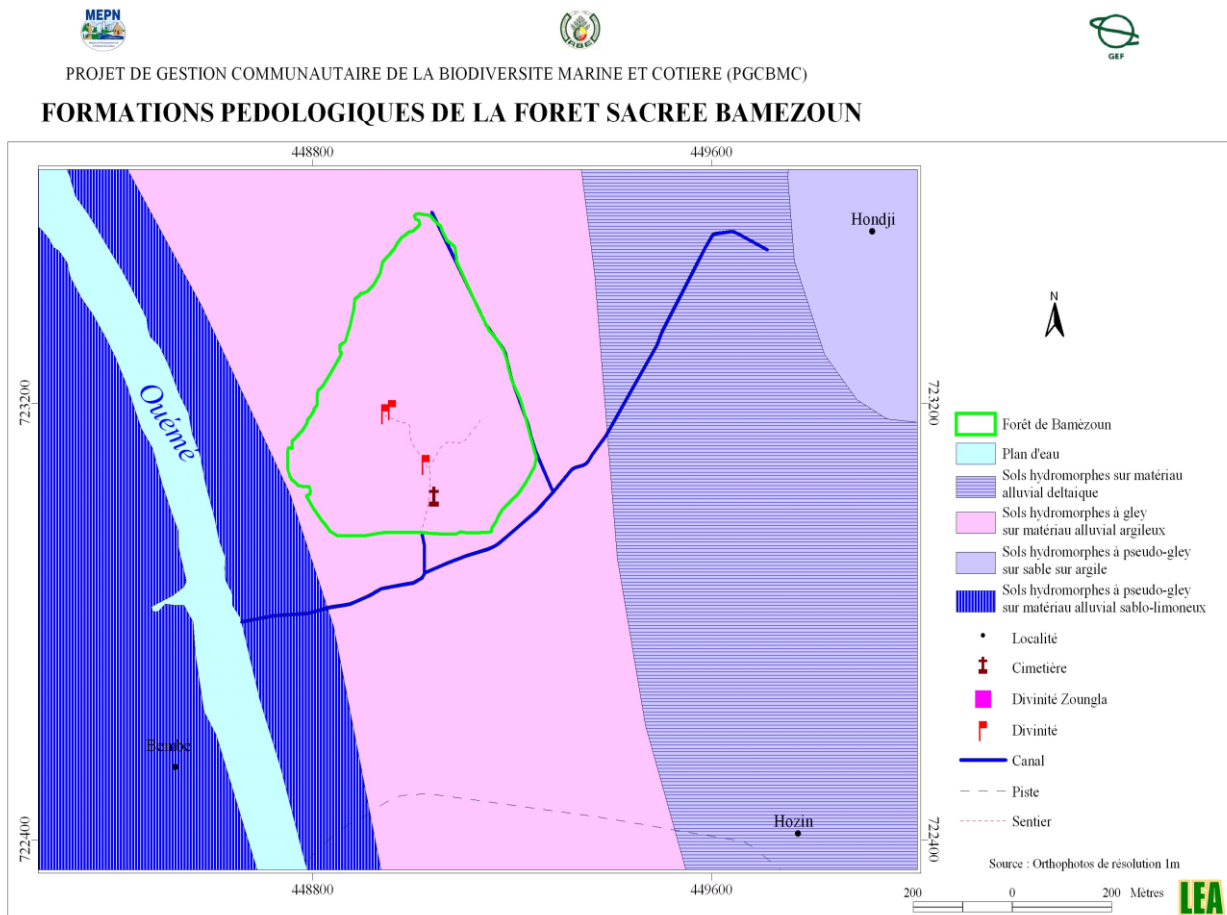 MEPN
ABE
GEF
PROJET DE GESTION COMMUNAUTAIRE DE LA BIODIVERSITE MARINE ET COTIERE (PGCBMC)
FORMATIONS PEDOLOGIQUES DE LA FORET SACREE BAMEZOUN
448800
449600
Hondji
N
723200
Ouémé
723200
Forêt de Bamèzoun
Plan d'eau
Sols hydromorphes sur matériau
alluvial deltaique
Sols hydromorphes à gley
sur matériau alluvial argileux
Sols hydromorphes à pseudo-gley
sur sable sur argile
Sols hydromorphes à pseudo-gley
sur matériau alluvial sablo-limoneux
Localité
Cimetière
Divinité Zoungla
Divinité
Canal
Piste
Sentier
Bembe
Hozin
722400
722400
Source : Orthophotos de résolution 1m
448800
449600
200 0 200 Mètres
LEA